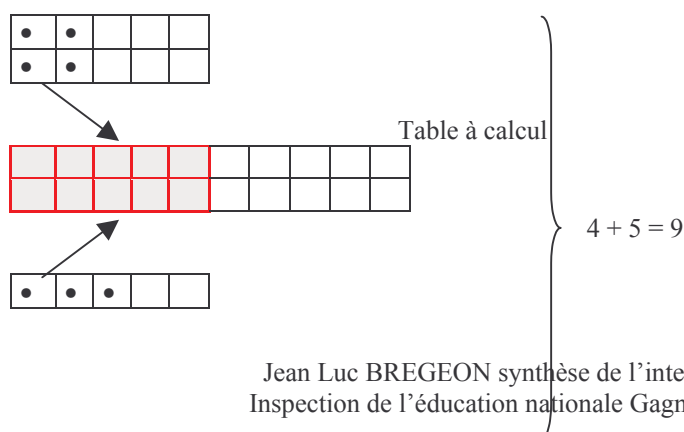 Table à calcul
4 + 5 = 9
Jean Luc BREGEON synthèse de l’inte
Inspection de l’éducation nationale Gagn